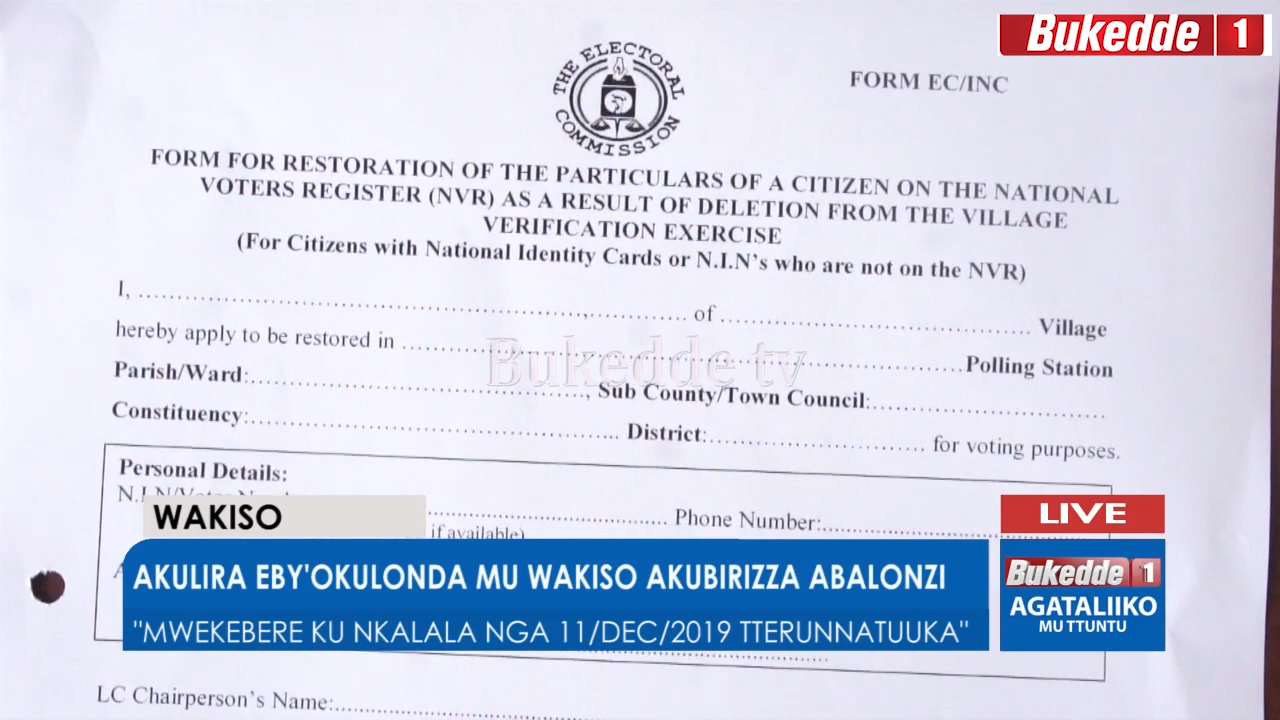 Bukedde 1
THE ELECTORAL COMMISSION
FORM EC/INC
FORM FOR RESTORATION OF THE PARTICULARS OF A CITIZEN ON THE NATIONAL
VOTERS REGISTER (NVR) AS A RESULT OF DELETION FROM THE VILLAGE
VERIFICATION EXERCISE
(For Citizens with National Identity Cards or N.I.N's who are not on the NVR)
I, ........................................ of ........................................ Village
hereby apply to be restored in ........................................ Polling Station
Bukedde tv
Parish/Ward:........................................, Sub County/Town Council:........................................
Constituency:........................................ District:........................................ for voting purposes.
Personal Details:
........................................ Phone Number:........................................
if available)
WAKISO
LIVE
AKULIRA EBY'OKULONDA MU WAKISO AKUBIRIZZA ABALONZI
"MWEKEBERE KU NKALALA NGA 11/DEC/2019 TTERUNNATUUKA"
Bukedde 1
AGATALIIKO
MU TTUNTU
LC Chairperson's Name:........................................